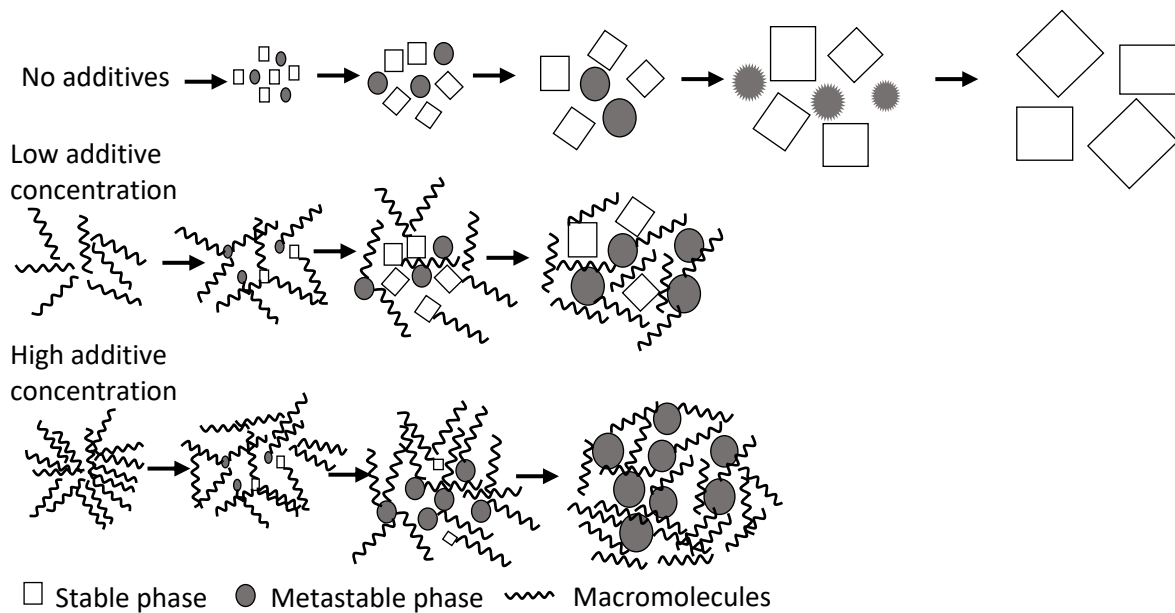 No additives
Low additive
concentration
High additive
concentration
Stable phase Metastable phase Macromolecules